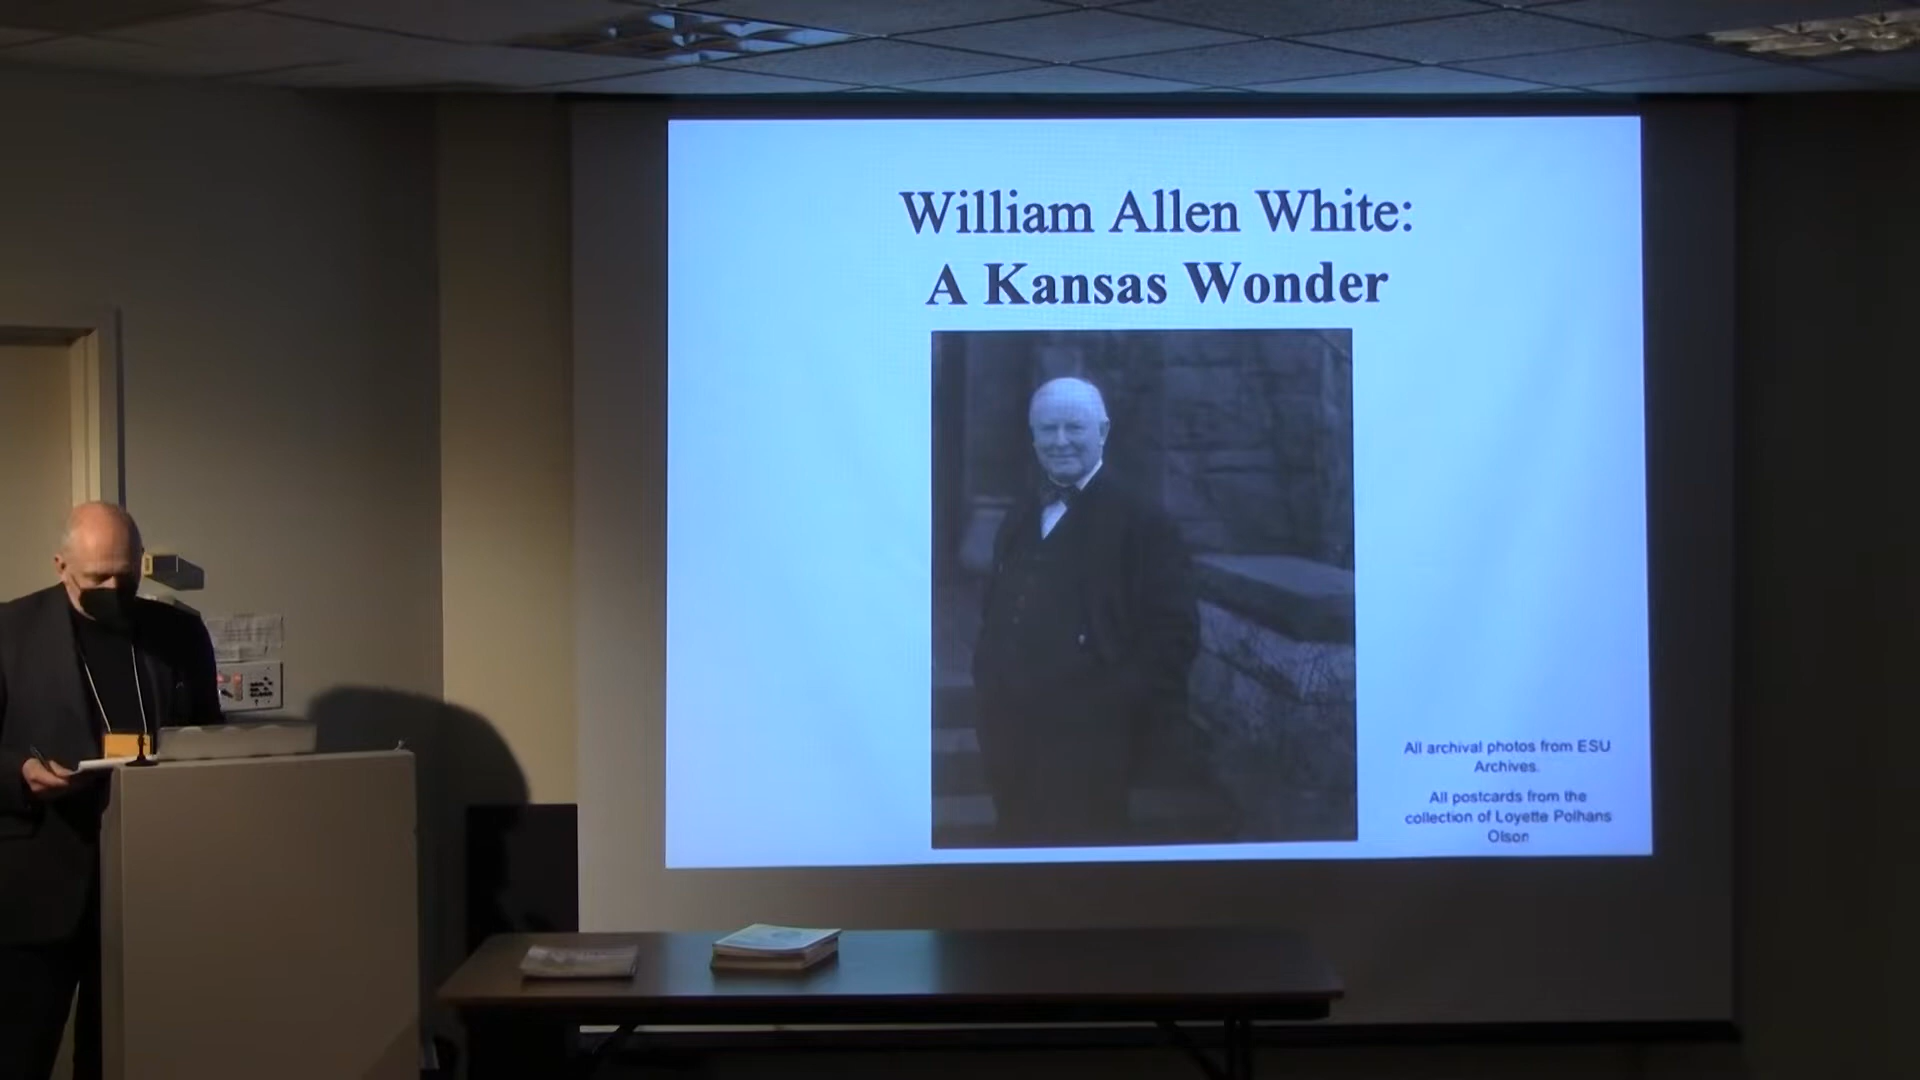 William Allen White:
A Kansas Wonder
All archival photos from ESU
Archives.
All postcards from the
collection of Loyette Polhans
Olson